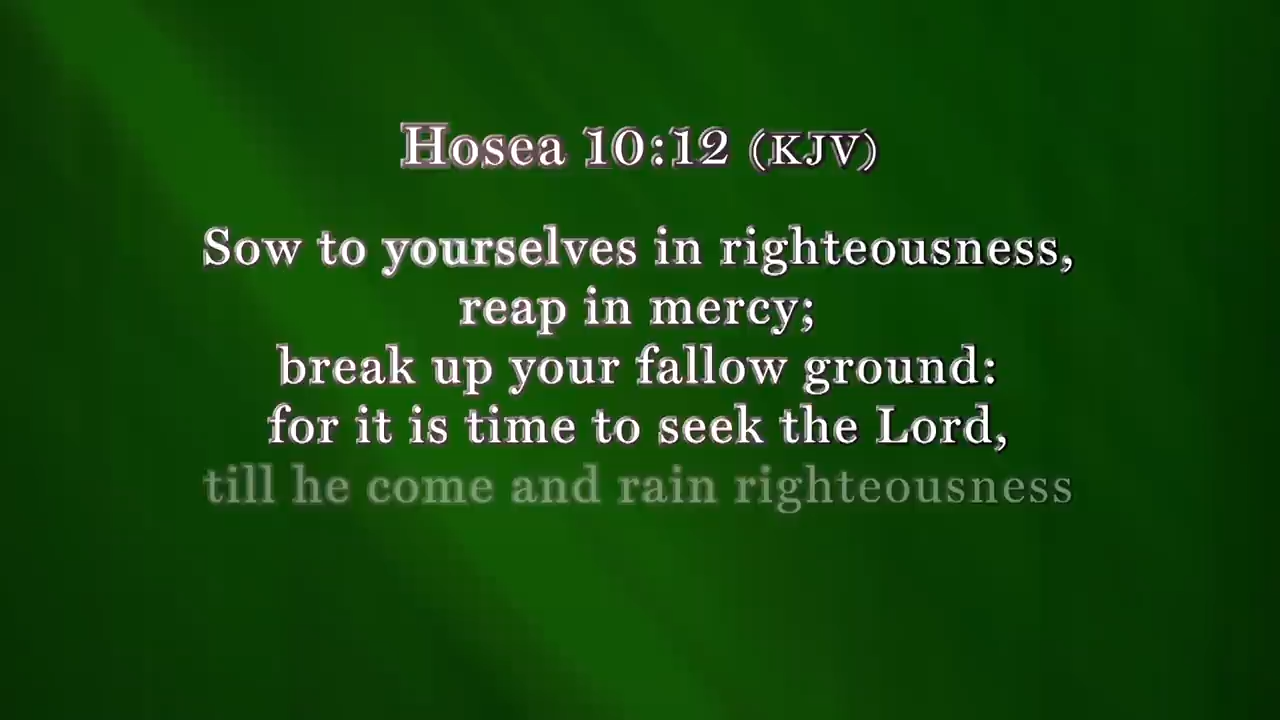 Hosea 10:12 (KJV)
Sow to yourselves in righteousness,
reap in mercy;
break up your fallow ground:
for it is time to seek the Lord,
till he come and rain righteousness